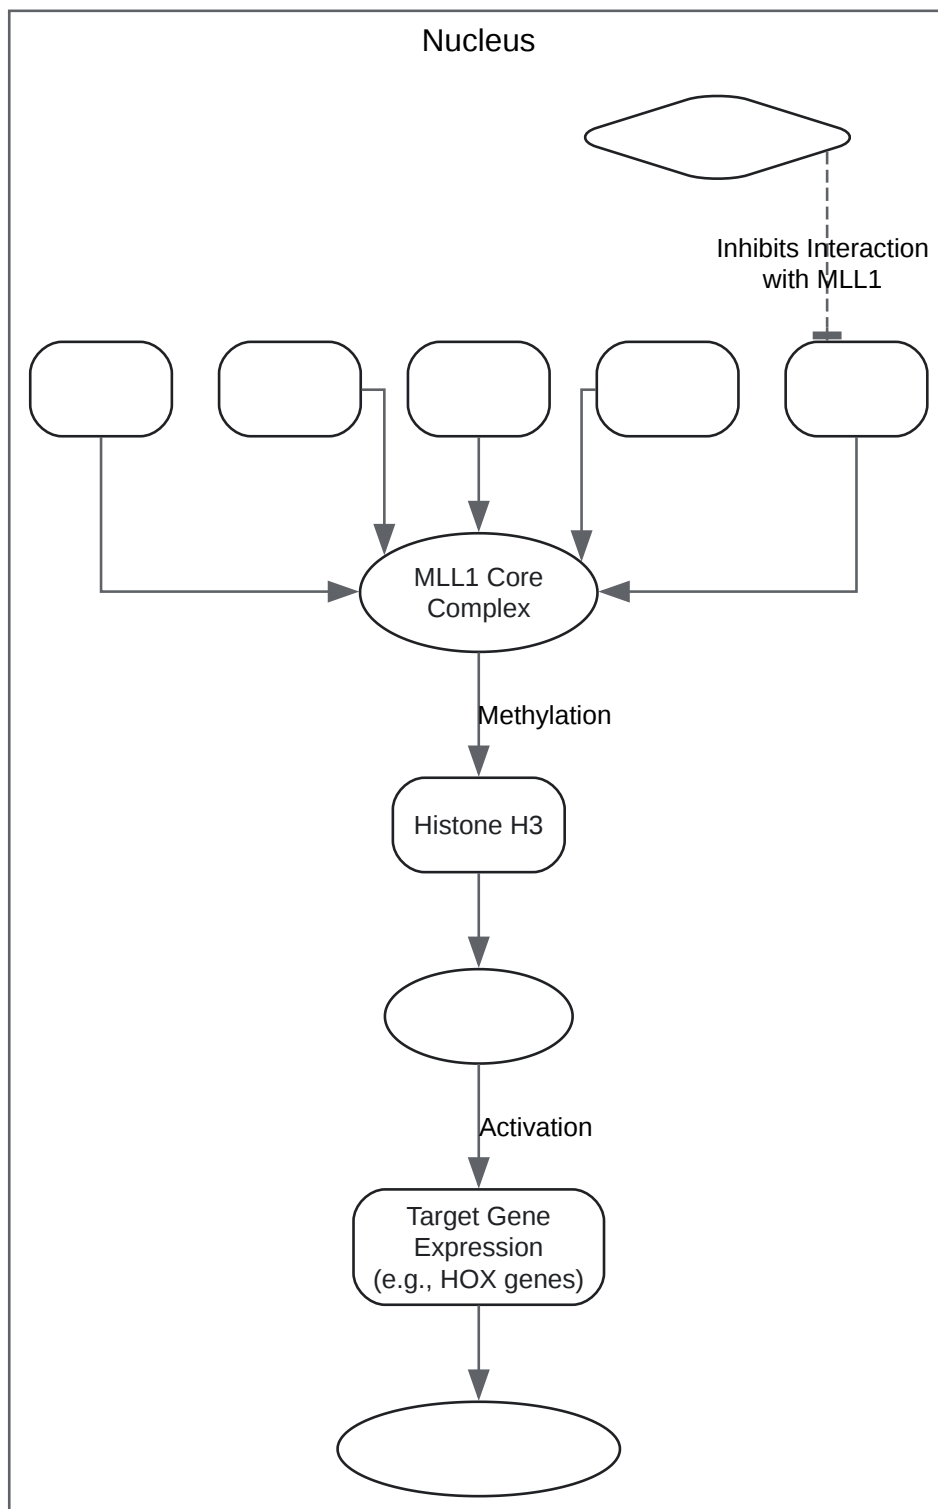 Nucleus
Inhibits Interaction
with MLL1
MLL1 Core
Complex
Methylation
Histone H3
Activation
Target Gene
Expression
(e.g., HOX genes)